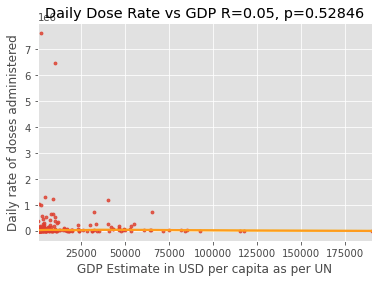 Daily Dose Rate vs GDP R=0.05, p=0.52846
1e6
7
6
5
4
3
2
1
0
Daily rate of doses administered
25000 50000 75000 100000 125000 150000 175000
GDP Estimate in USD per capita as per UN